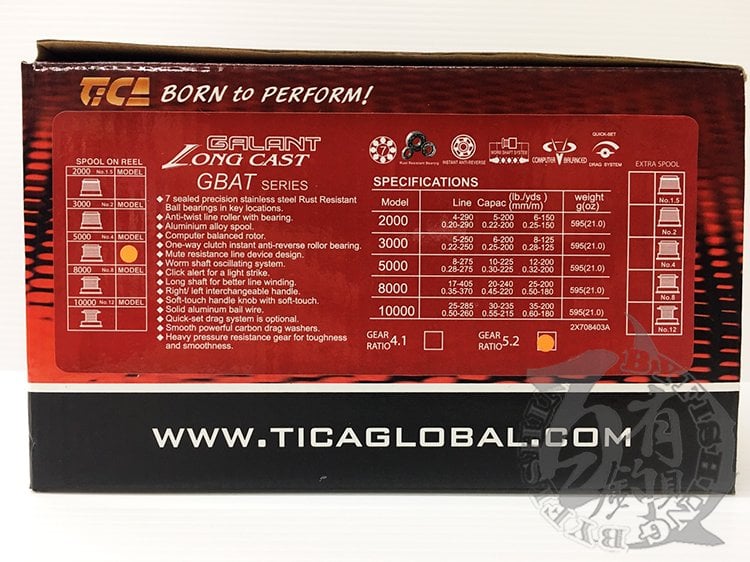 TiCA BORN to PERFORM!
SPOOL ON REEL
2000 No.1.5 MODEL
3000 No.2 MODEL
5000 No.4 MODEL
8000 No.8 MODEL
10000 No.12 MODEL
GALANT
LONG CAST
GBAT SERIES
◆ 7 sealed precision stainless steel Rust Resistant
Ball bearings in key locations.
◆ Anti-twist line roller with bearing.
◆ Aluminium alloy spool.
◆ Computer balanced rotor.
◆ One-way clutch instant anti-reverse roller bearing.
◆ Mute resistance line device design.
◆ Worm shaft oscillating system.
◆ Click alert for a light strike.
◆ Long shaft for better line winding.
◆ Right/ left interchangeable handle.
◆ Soft-touch handle knob with soft-touch.
◆ Solid aluminum bail wire.
◆ Quick-set drag system is optional.
◆ Smooth powerful carbon drag washers.
◆ Heavy pressure resistance gear for toughness
and smoothness.
7
Rust Resistant Bearing
INSTANT ANTI-REVERSE
WORM SHAFT SYSTEM
COMPUTER BALANCED
QUICK-SET
DRAG SYSTEM
SPECIFICATIONS
Model Line Capac (lb./yds) (mm/m) weight g(oz)
2000 4-290 5-200 6-150
0.20-290 0.22-200 0.25-150 595(21.0)
3000 5-250 6-200 8-125
0.22-250 0.25-200 0.28-125 595(21.0)
5000 8-275 10-225 12-200
0.28-275 0.30-225 0.32-200 595(21.0)
8000 17-405 20-240 25-200
0.35-370 0.45-220 0.50-180 595(21.0)
10000 25-285 30-235 35-200
0.50-260 0.55-215 0.60-180 595(21.0)
2X708403A
GEAR RATIO 4.1
GEAR RATIO 5.2
EXTRA SPOOL
No.1.5
No.2
No.4
No.8
No.12
WWW.TICAGLOBAL.COM
百有釣具
BYFISHING
BYFISHING